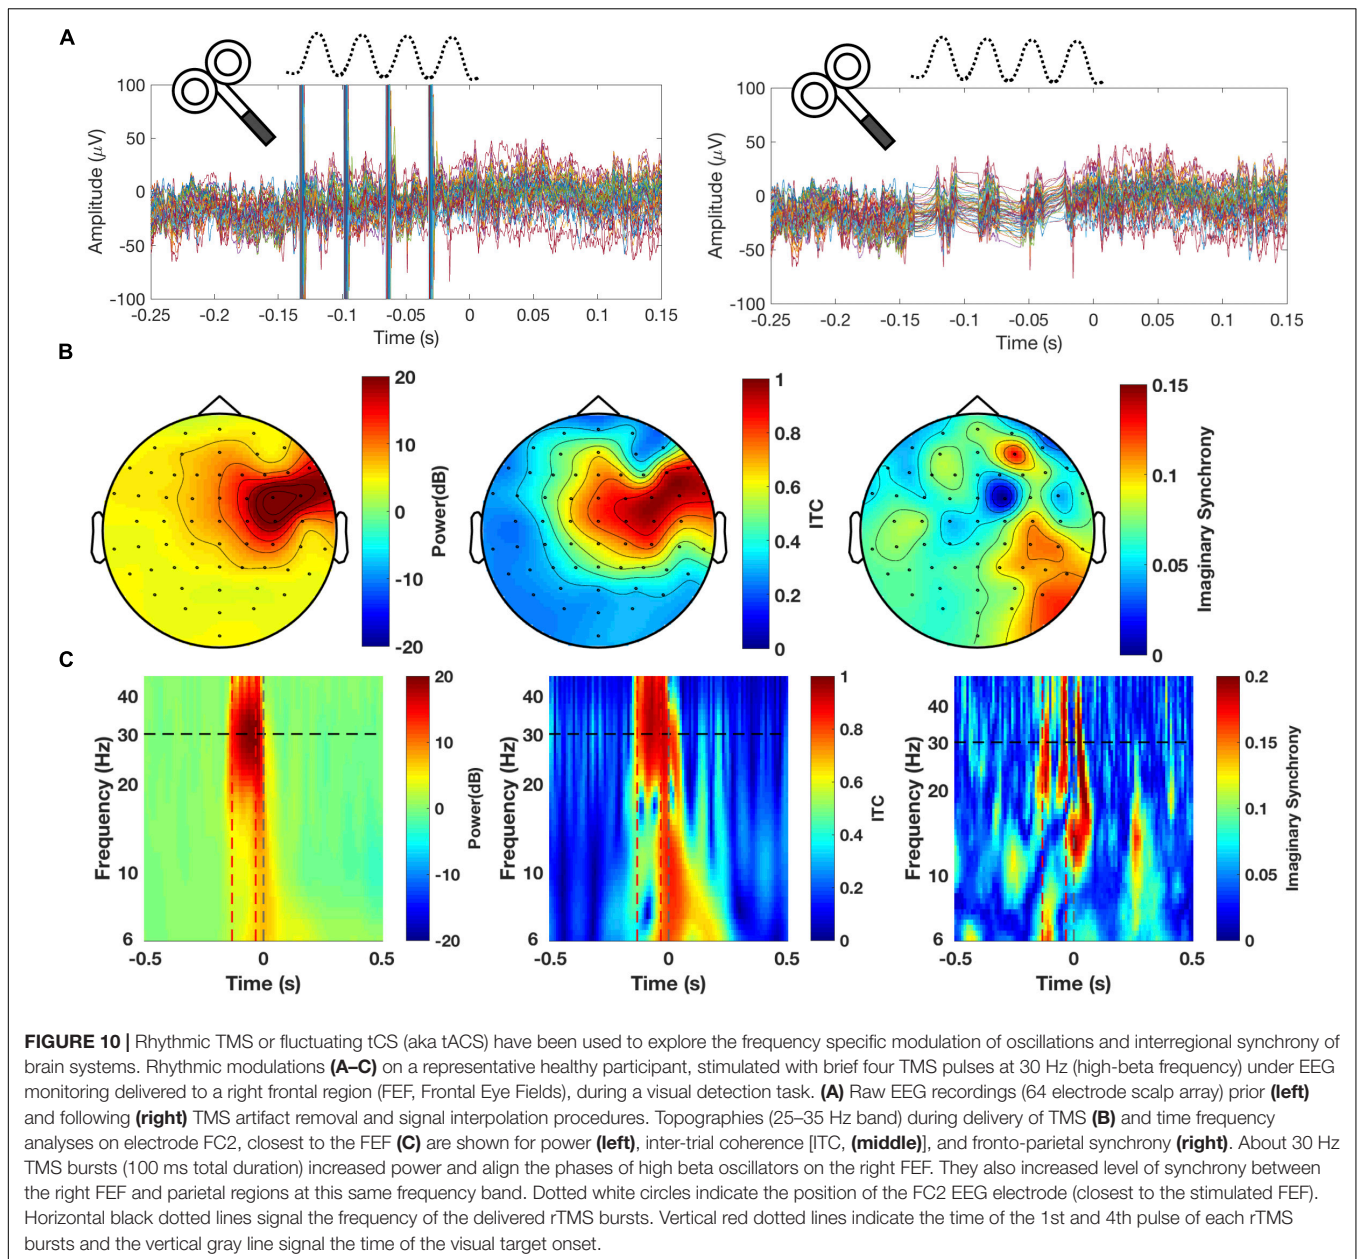 A
100
50
0
-50
-100
Amplitude (μV)
-0.25 -0.2 -0.15 -0.1 -0.05 0 0.05 0.1 0.15
Time (s)
100
50
0
-50
-100
Amplitude (μV)
-0.25 -0.2 -0.15 -0.1 -0.05 0 0.05 0.1 0.15
Time (s)
B
20
10
0
-10
-20
Power(dB)
1
0.8
0.6
0.4
0.2
0
ITC
0.15
0.1
0.05
0
Imaginary Synchrony
C
40
30
20
10
6
Frequency (Hz)
-0.5 0 0.5
Time (s)
20
10
0
-10
-20
Power(dB)
40
30
20
10
6
Frequency (Hz)
-0.5 0 0.5
Time (s)
1
0.8
0.6
0.4
0.2
0
ITC
40
30
20
10
6
Frequency (Hz)
-0.5 0 0.5
Time (s)
0.2
0.15
0.1
0.05
0
Imaginary Synchrony
FIGURE 10 | Rhythmic TMS or fluctuating tCS (aka tACS) have been used to explore the frequency specific modulation of oscillations and interregional synchrony of
brain systems. Rhythmic modulations (A–C) on a representative healthy participant, stimulated with brief four TMS pulses at 30 Hz (high-beta frequency) under EEG
monitoring delivered to a right frontal region (FEF, Frontal Eye Fields), during a visual detection task. (A) Raw EEG recordings (64 electrode scalp array) prior (left)
and following (right) TMS artifact removal and signal interpolation procedures. Topographies (25–35 Hz band) during delivery of TMS (B) and time frequency
analyses on electrode FC2, closest to the FEF (C) are shown for power (left), inter-trial coherence [ITC, (middle)], and fronto-parietal synchrony (right). About 30 Hz
TMS bursts (100 ms total duration) increased power and align the phases of high beta oscillators on the right FEF. They also increased level of synchrony between
the right FEF and parietal regions at this same frequency band. Dotted white circles indicate the position of the FC2 EEG electrode (closest to the stimulated FEF).
Horizontal black dotted lines signal the frequency of the delivered rTMS bursts. Vertical red dotted lines indicate the time of the 1st and 4th pulse of each rTMS
bursts and the vertical gray line signal the time of the visual target onset.